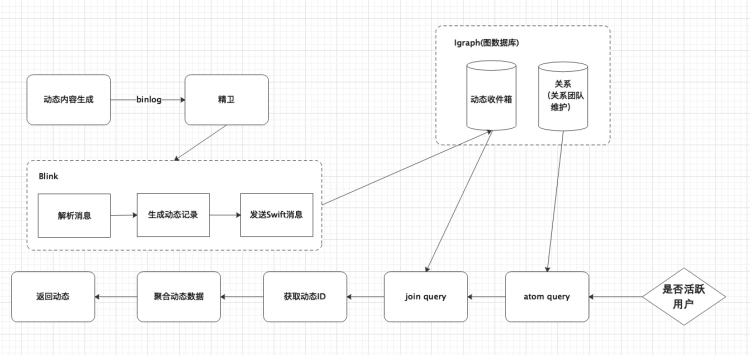 Igraph(图数据库)
动态收件箱
关系
(关系团队
维护)
动态内容生成
binlog
精卫
Blink
解析消息
生成动态记录
发送Swift消息
返回动态
聚合动态数据
获取动态ID
join query
atom query
是否活跃
用户